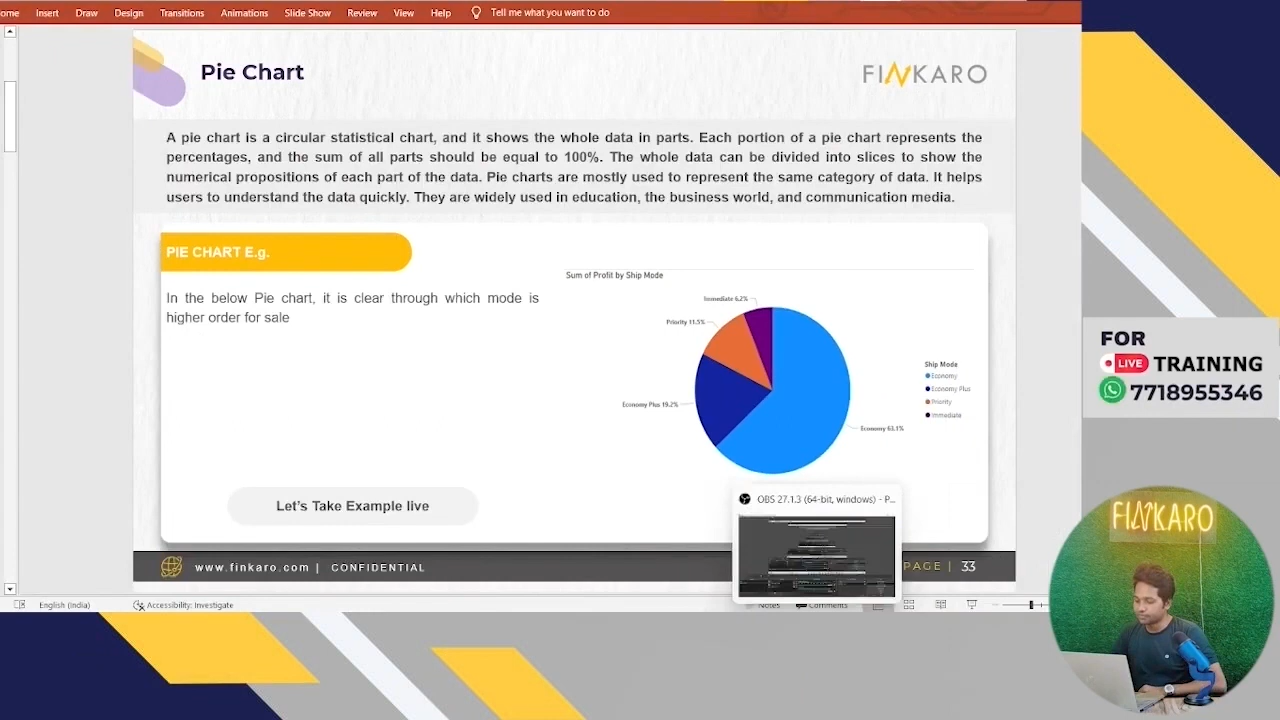 ome Insert Draw Design Transitions Animations Slide Show Review View Help Tell me what you want to do
Pie Chart
FINKARO
A pie chart is a circular statistical chart, and it shows the whole data in parts. Each portion of a pie chart represents the
percentages, and the sum of all parts should be equal to 100%. The whole data can be divided into slices to show the
numerical propositions of each part of the data. Pie charts are mostly used to represent the same category of data. It helps
users to understand the data quickly. They are widely used in education, the business world, and communication media.
PIE CHART E.g.
In the below Pie chart, it is clear through which mode is
higher order for sale
Sum of Profit by Ship Mode
Immediate 6.2%
Priority 11.5%
Economy Plus 19.2%
Economy 63.1%
Ship Mode
Economy
Economy Plus
Priority
Immediate
Let's Take Example live
OBS 27.1.3 (64-bit, windows) - P...
www.finkaro.com | CONFIDENTIAL
PAGE | 33
English (India) Accessibility: Investigate Notes Comments
FOR
LIVE TRAINING
7718955346
FINKARO